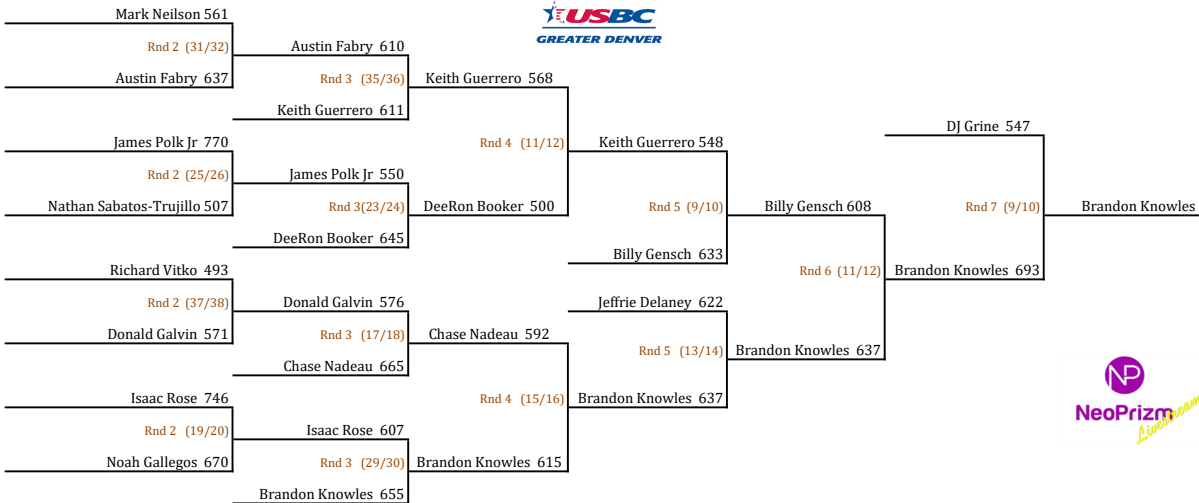 Mark Neilson 561
USBC
GREATER DENVER
Rnd 2 (31/32)
Austin Fabry 610
Austin Fabry 637
Rnd 3 (35/36)
Keith Guerrero 568
Keith Guerrero 611
DJ Grine 547
James Polk Jr 770
Rnd 4 (11/12)
Keith Guerrero 548
Rnd 2 (25/26)
James Polk Jr 550
Nathan Sabatos-Trujillo 507
Rnd 3(23/24)
DeeRon Booker 500
Rnd 5 (9/10)
Billy Gensch 608
Rnd 7 (9/10)
Brandon Knowles
DeeRon Booker 645
Billy Gensch 633
Richard Vitko 493
Rnd 6 (11/12)
Brandon Knowles 693
Rnd 2 (37/38)
Donald Galvin 576
Jeffrie Delaney 622
Donald Galvin 571
Rnd 3 (17/18)
Chase Nadeau 592
Rnd 5 (13/14)
Brandon Knowles 637
Chase Nadeau 665
Isaac Rose 746
Rnd 4 (15/16)
Brandon Knowles 637
NP
NeoPrizm
Livestream
Rnd 2 (19/20)
Isaac Rose 607
Noah Gallegos 670
Rnd 3 (29/30)
Brandon Knowles 615
Brandon Knowles 655